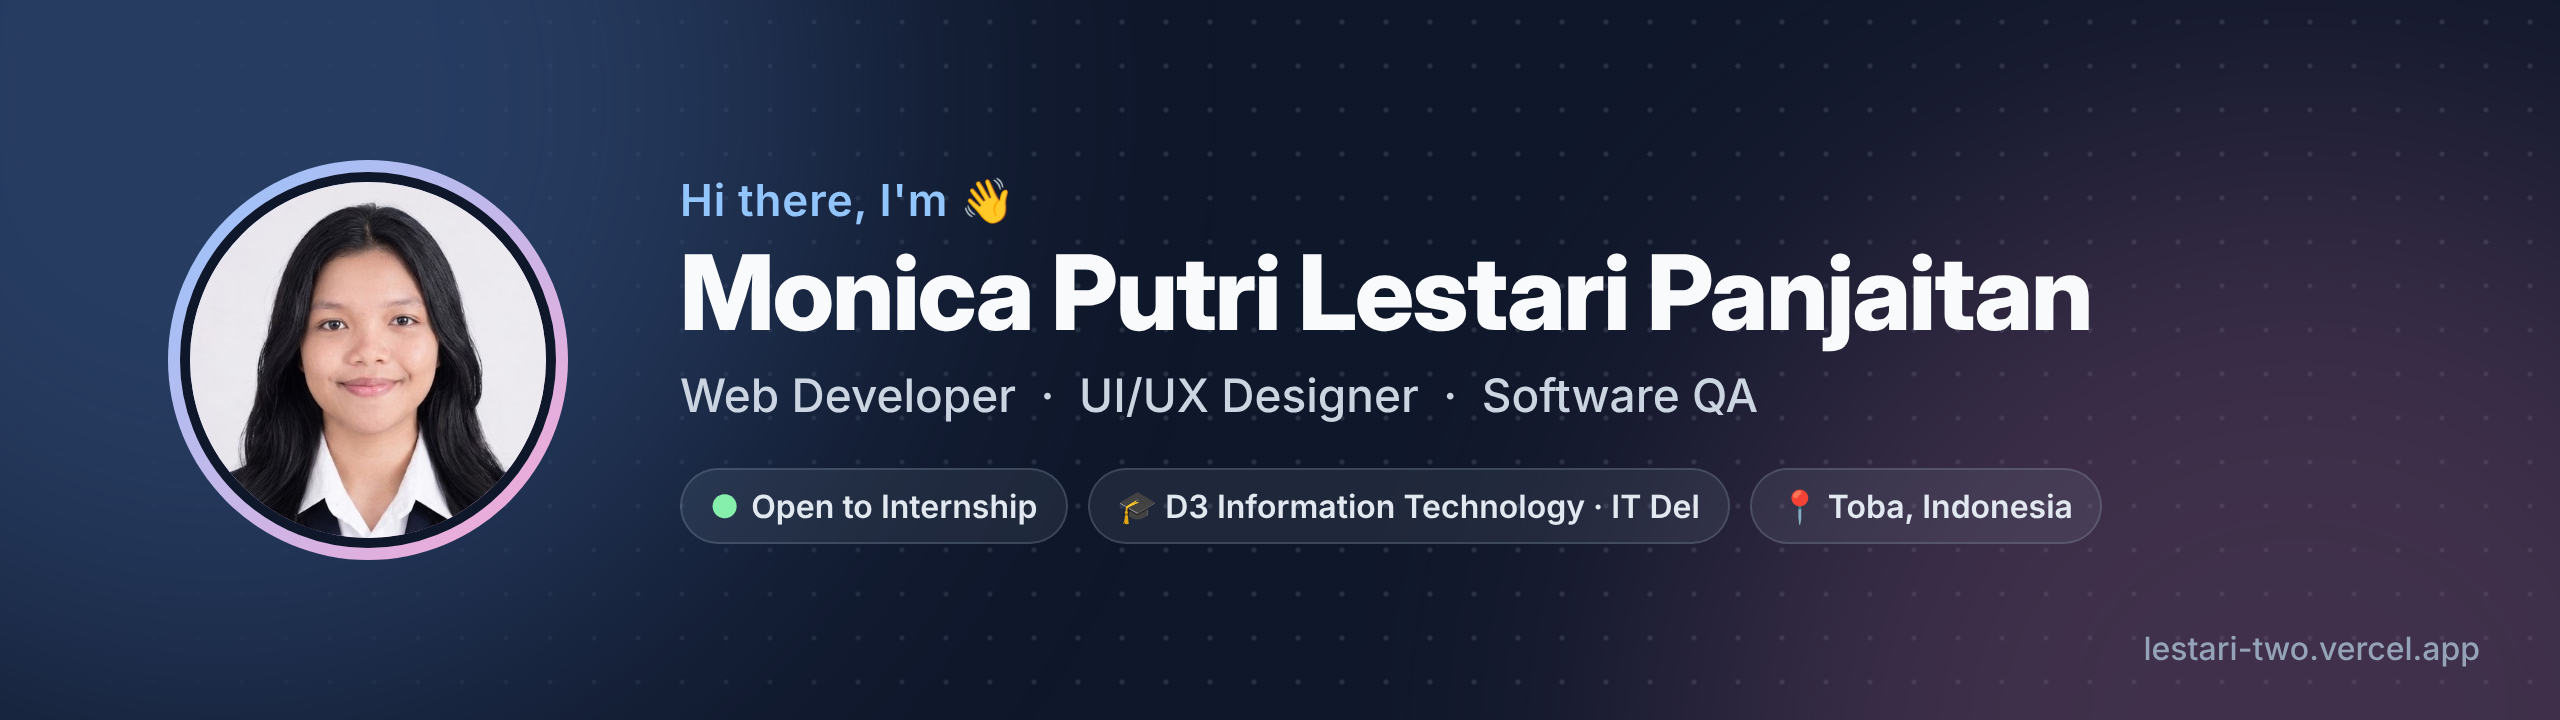 Hi there, I'm 👋
Monica Putri Lestari Panjaitan
Web Developer · UI/UX Designer · Software QA
Open to Internship
🎓 D3 Information Technology · IT Del
📍 Toba, Indonesia
lestari-two.vercel.app